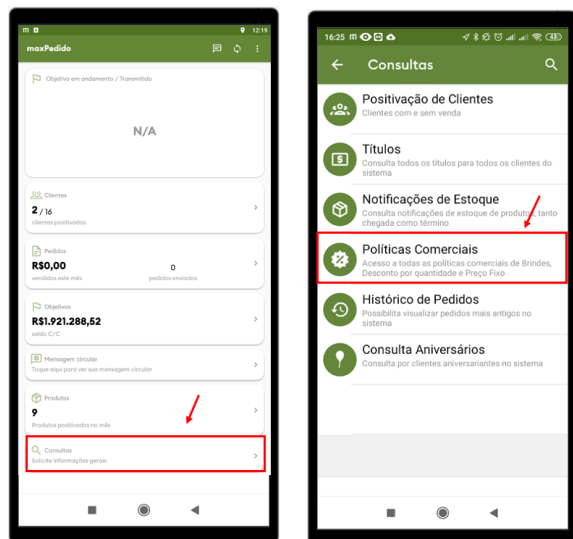 12:19
maxPedido
Objetivo em andamento / Transmitido
N/A
Clientes
2 / 16
clientes positivados
Pedidos
R$0,00
0
vendidos este mês
pedidos enviados
Objetivos
R$1.921.288,52
saldo C/C
Mensagem circular
Toque aqui para ver sua mensagem circular
Produtos
9
Produtos positivados no mês
Consultas
Solicite informações gerais
16:25
Consultas
Positivação de Clientes
Clientes com e sem venda
Títulos
Consulta todos os títulos para todos os clientes do
sistema
Notificações de Estoque
Consulta notificações de estoque de produtos, tanto
chegada como término
Políticas Comerciais
Acesso a todas as políticas comerciais de Brindes,
Desconto por quantidade e Preço Fixo
Histórico de Pedidos
Possibilita visualizar pedidos mais antigos no
sistema
Consulta Aniversários
Consulta por clientes aniversariantes no sistema